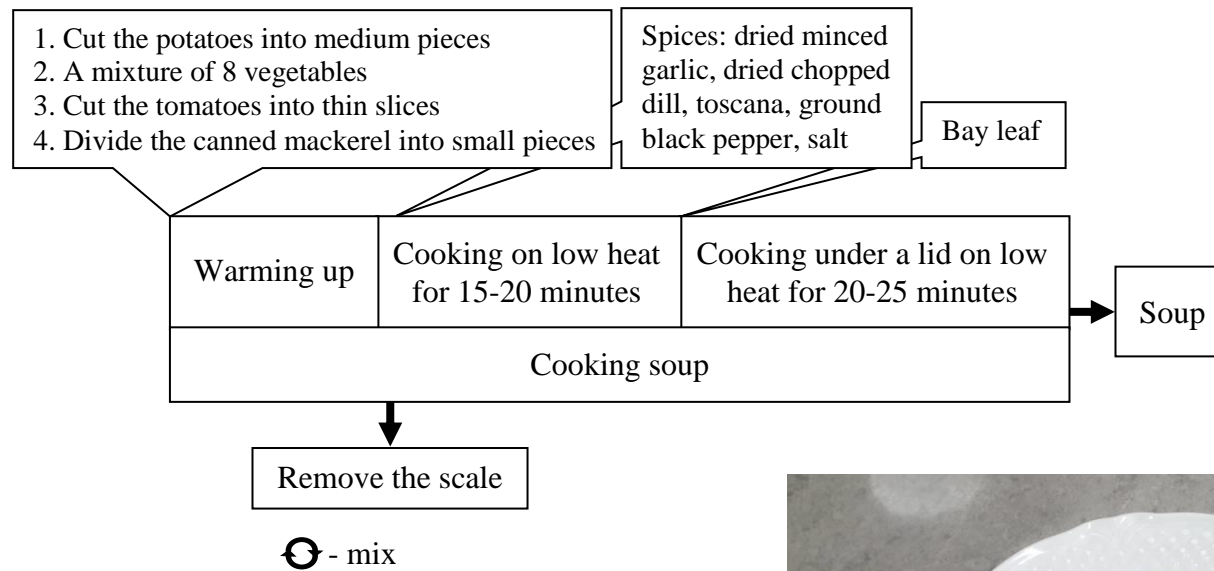 1. Cut the potatoes into medium pieces
2. A mixture of 8 vegetables
3. Cut the tomatoes into thin slices
4. Divide the canned mackerel into small pieces
Spices: dried minced
garlic, dried chopped
dill, toscana, ground
black pepper, salt
Bay leaf
Warming up
Cooking on low heat
for 15-20 minutes
Cooking under a lid on low
heat for 20-25 minutes
Soup
Cooking soup
Remove the scale
- mix